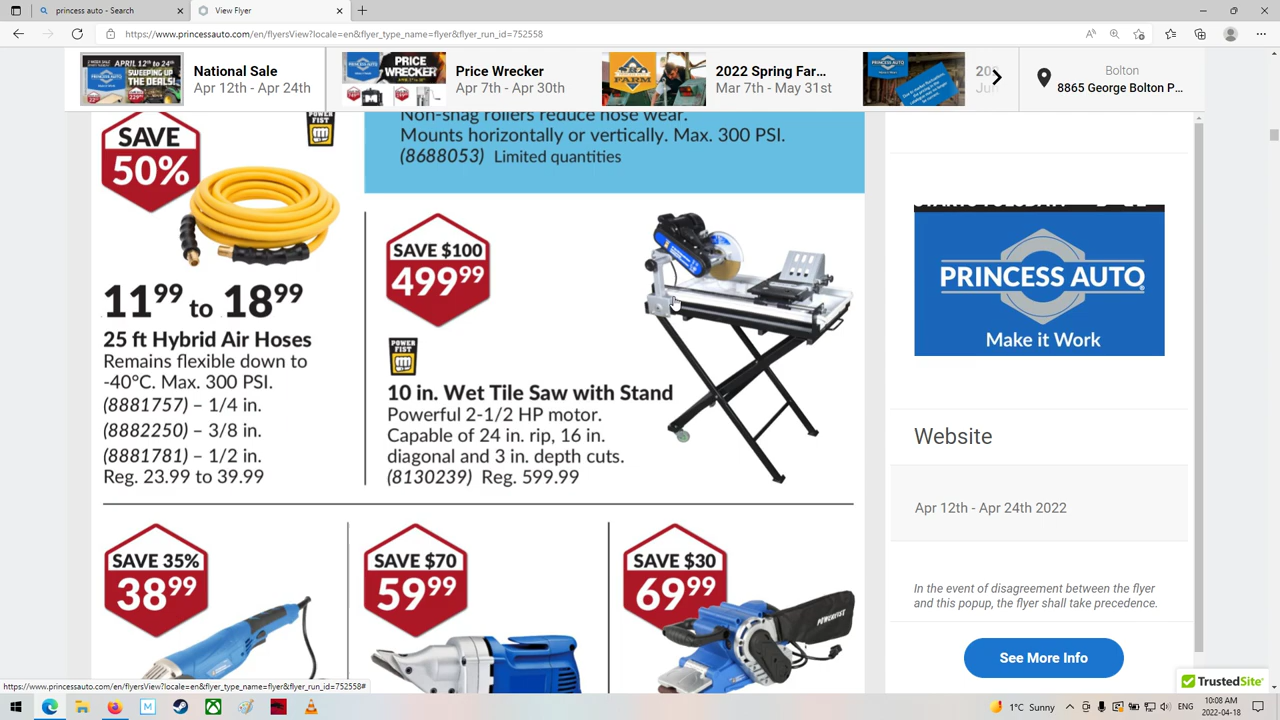 princess auto - Search
View Flyer
https://www.princessauto.com/en/flyersView?locale=en&flyer_type_name=flyer&flyer_run_id=752558
National Sale
Apr 12th - Apr 24th
Price Wrecker
Apr 7th - Apr 30th
2022 Spring Far...
Mar 7th - May 31st
Bolton
8865 George Bolton P...
SAVE
50%
POWER
FIST
Non-snag rollers reduce hose wear.
Mounts horizontally or vertically. Max. 300 PSI.
(8688053) Limited quantities
11 99 to 18 99
25 ft Hybrid Air Hoses
Remains flexible down to
-40°C. Max. 300 PSI.
(8881757) – 1/4 in.
(8882250) – 3/8 in.
(8881781) – 1/2 in.
Reg. 23.99 to 39.99
SAVE $100
499 99
POWER
FIST
10 in. Wet Tile Saw with Stand
Powerful 2-1/2 HP motor.
Capable of 24 in. rip, 16 in.
diagonal and 3 in. depth cuts.
(8130239) Reg. 599.99
SAVE 35%
38 99
SAVE $70
59 99
SAVE $30
69 99
POWERFIST
PRINCESS AUTO
Make it Work
Website
Apr 12th - Apr 24th 2022
In the event of disagreement between the flyer
and this popup, the flyer shall take precedence.
See More Info
TrustedSite
https://www.princessauto.com/en/flyersView?locale=en&flyer_type_name=flyer&flyer_run_id=752558#
1°C Sunny
ENG
10:08 AM
2022-04-18